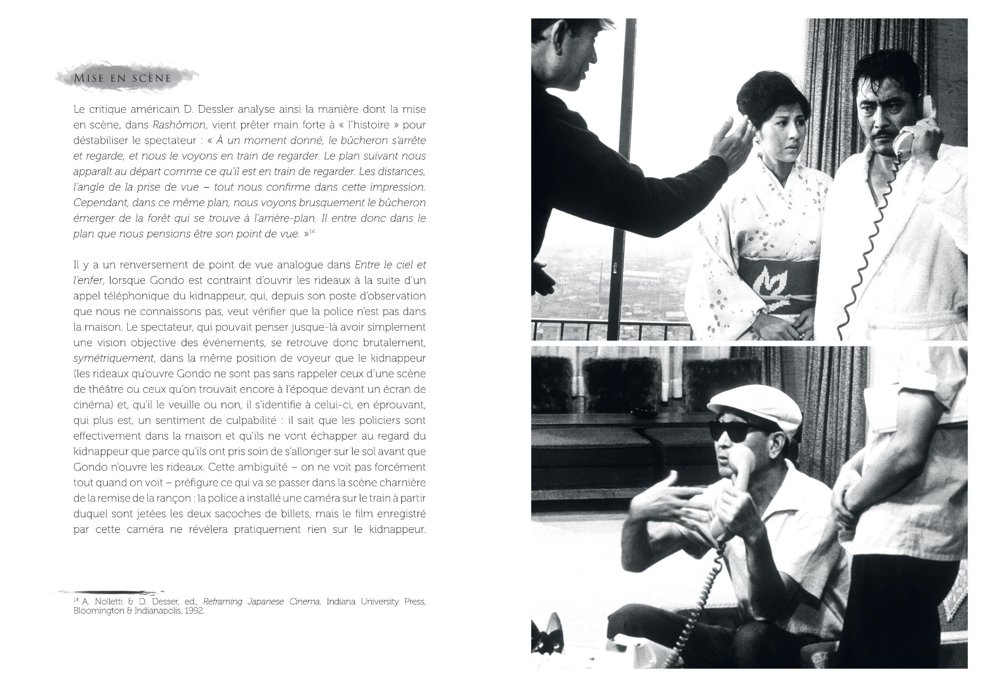 MISE EN SCÈNE
Le critique américain D. Dessler analyse ainsi la manière dont la mise
en scène, dans Rashômon, vient prêter main forte à « l'histoire » pour
déstabiliser le spectateur : « À un moment donné, le bûcheron s'arrête
et regarde, et nous le voyons en train de regarder. Le plan suivant nous
apparaît au départ comme ce qu'il est en train de regarder. Les distances,
l'angle de la prise de vue – tout nous confirme dans cette impression.
Cependant, dans ce même plan, nous voyons brusquement le bûcheron
émerger de la forêt qui se trouve à l'arrière-plan. Il entre donc dans le
plan que nous pensions être son point de vue. »14
Il y a un renversement de point de vue analogue dans Entre le ciel et
l'enfer, lorsque Gondo est contraint d'ouvrir les rideaux à la suite d'un
appel téléphonique du kidnappeur, qui, depuis son poste d'observation
que nous ne connaissons pas, veut vérifier que la police n'est pas dans
la maison. Le spectateur, qui pouvait penser jusque-là avoir simplement
une vision objective des événements, se retrouve donc brutalement,
symétriquement, dans la même position de voyeur que le kidnappeur
(les rideaux qu'ouvre Gondo ne sont pas sans rappeler ceux d'une scène
de théâtre ou ceux qu'on trouvait encore à l'époque devant un écran de
cinéma) et, qu'il le veuille ou non, il s'identifie à celui-ci, en éprouvant,
qui plus est, un sentiment de culpabilité : il sait que les policiers sont
effectivement dans la maison et qu'ils ne vont échapper au regard du
kidnappeur que parce qu'ils ont pris soin de s'allonger sur le sol avant que
Gondo n'ouvre les rideaux. Cette ambiguïté – on ne voit pas forcément
tout quand on voit – préfigure ce qui va se passer dans la scène charnière
de la remise de la rançon : la police a installé une caméra sur le train à partir
duquel sont jetées les deux sacoches de billets, mais le film enregistré
par cette caméra ne révélera pratiquement rien sur le kidnappeur.
14 A. Nolletti & D. Desser, ed., Reframing Japanese Cinema, Indiana University Press,
Bloomington & Indianapolis, 1992.